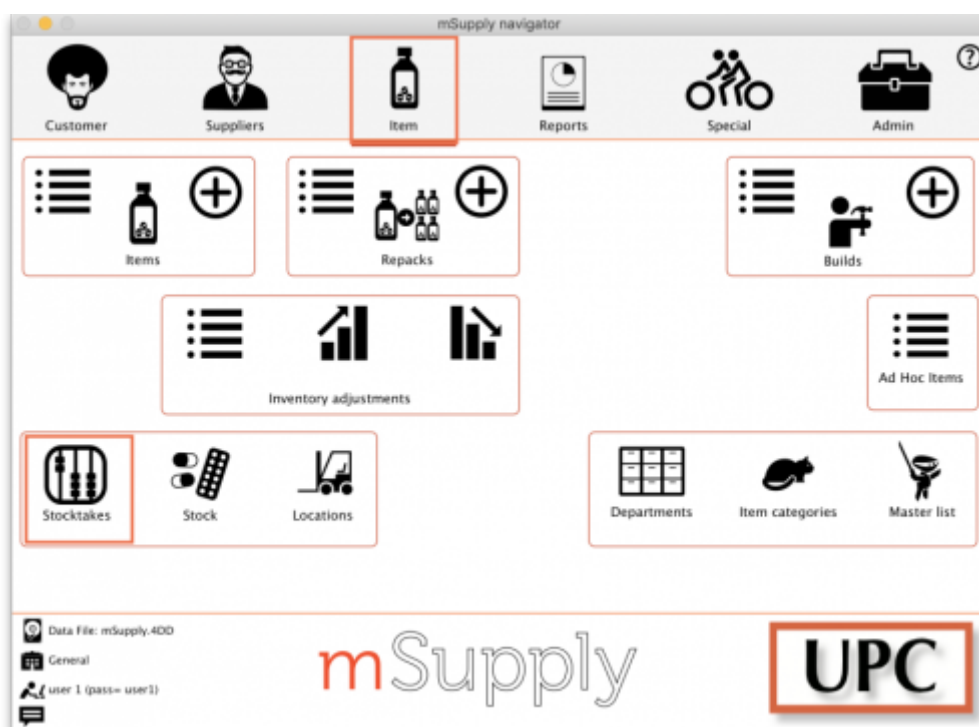 mSupply navigator
?
Customer
Suppliers
Item
Reports
Special
Admin
Items
Repacks
Builds
Inventory adjustments
Ad Hoc Items
Stocktakes
Stock
Locations
Departments
Item categories
Master list
Data File: mSupply.4DD
General
user 1 (pass= user1)
mSupply
UPC